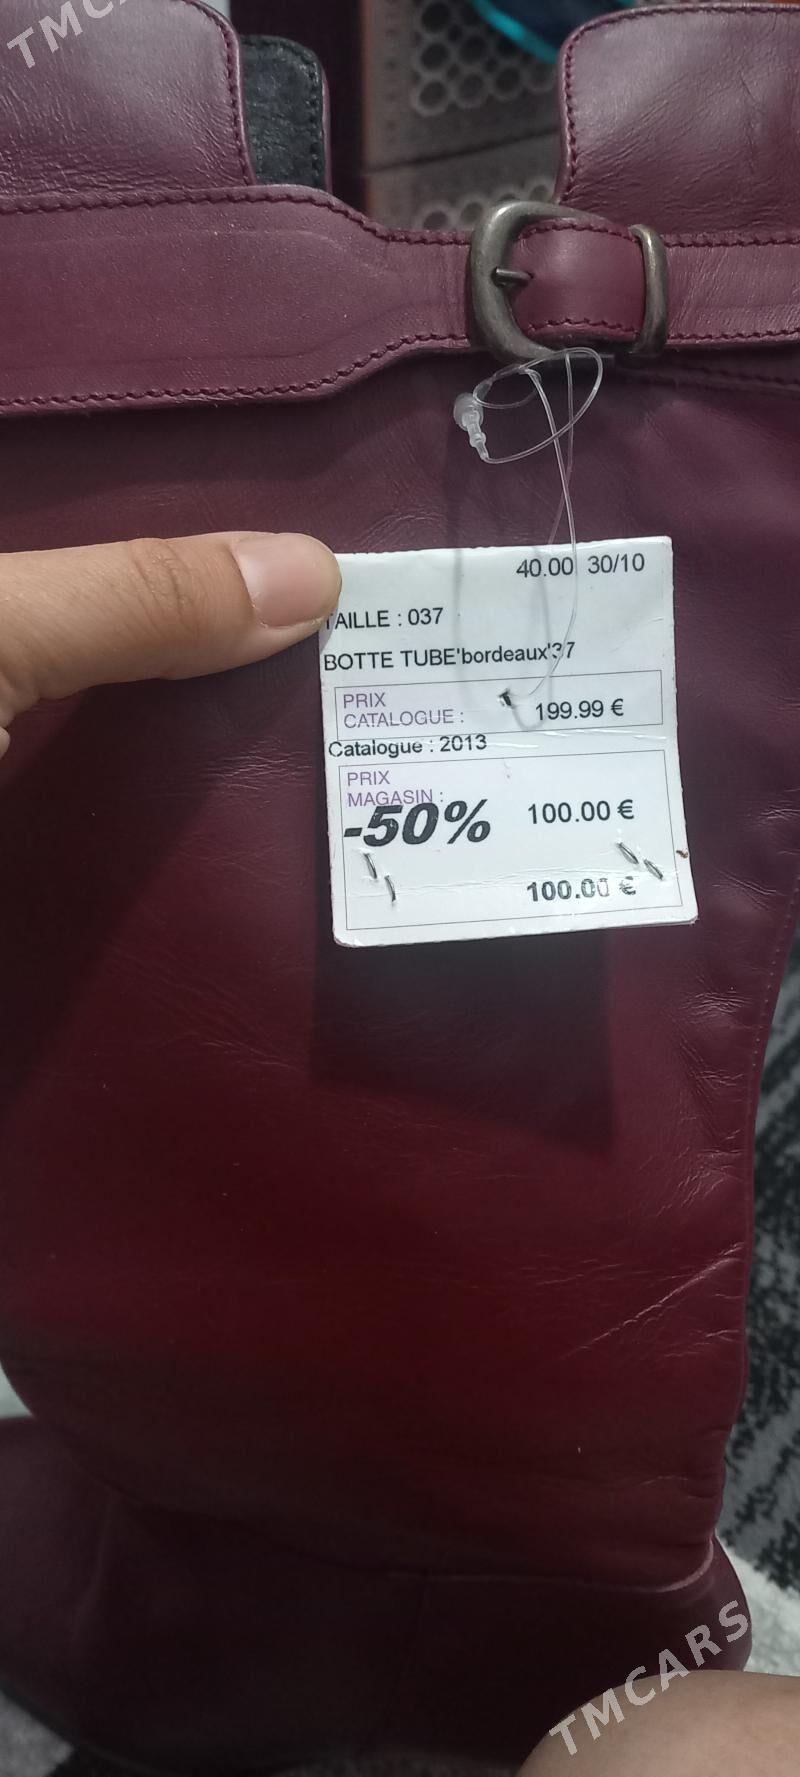 TMCARS
40.00 30/10
TAILLE : 037
BOTTE TUBE'bordeaux'37
PRIX
CATALOGUE : 199.99 €
Catalogue : 2013
PRIX
MAGASIN :
-50% 100.00 €
100.00 €
TMCARS